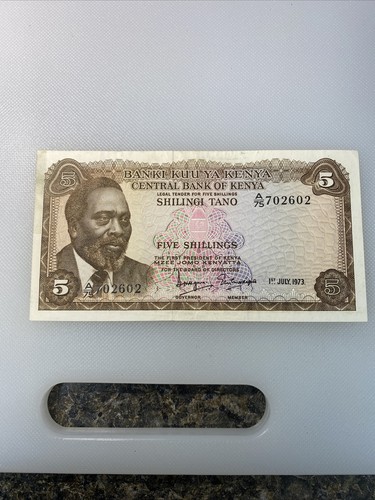 BANKI KUU YA KENYA
CENTRAL BANK OF KENYA
LEGAL TENDER FOR FIVE SHILLINGS
SHILINGI TANO
5
5
A/75 702602
FIVE SHILLINGS
THE FIRST PRESIDENT OF KENYA
MZEE JOMO KENYATTA
FOR THE BOARD OF DIRECTORS
5
A/75 702602
GOVERNOR
MEMBER
1ST JULY, 1973
5